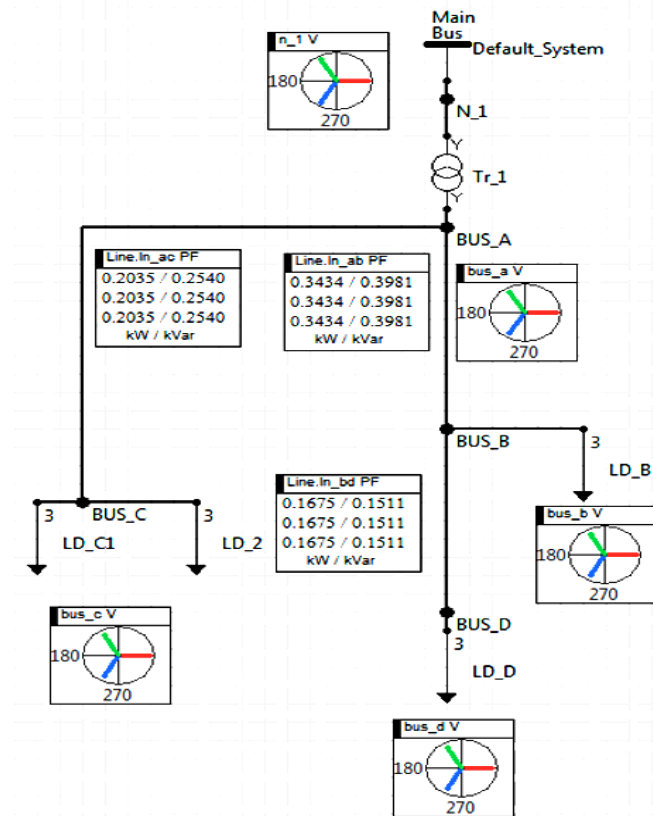 Main
Bus
Default_System
n_1 V
180
270
N_1
Y
Tr_1
Y
BUS_A
Line.ln_ac PF
0.2035 / 0.2540
0.2035 / 0.2540
0.2035 / 0.2540
kW / kVar
Line.ln_ab PF
0.3434 / 0.3981
0.3434 / 0.3981
0.3434 / 0.3981
kW / kVar
bus_a V
180
270
BUS_B
3
LD_B
Line.ln_bd PF
0.1675 / 0.1511
0.1675 / 0.1511
0.1675 / 0.1511
kW / kVar
bus_b V
180
270
3
BUS_C
3
LD_C1
LD_2
bus_c V
180
270
BUS_D
3
LD_D
bus_d V
180
270